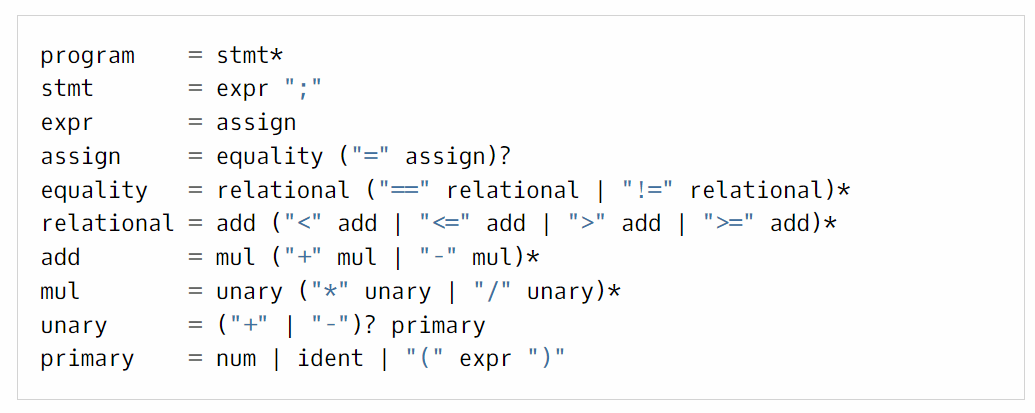 program    = stmt*
stmt       = expr ";"
expr       = assign
assign     = equality ("=" assign)?
equality   = relational ("==" relational | "!=" relational)*
relational = add ("<" add | "<=" add | ">" add | ">=" add)*
add        = mul ("+" mul | "-" mul)*
mul        = unary ("*" unary | "/" unary)*
unary      = ("+" | "-")? primary
primary    = num | ident | "(" expr ")"